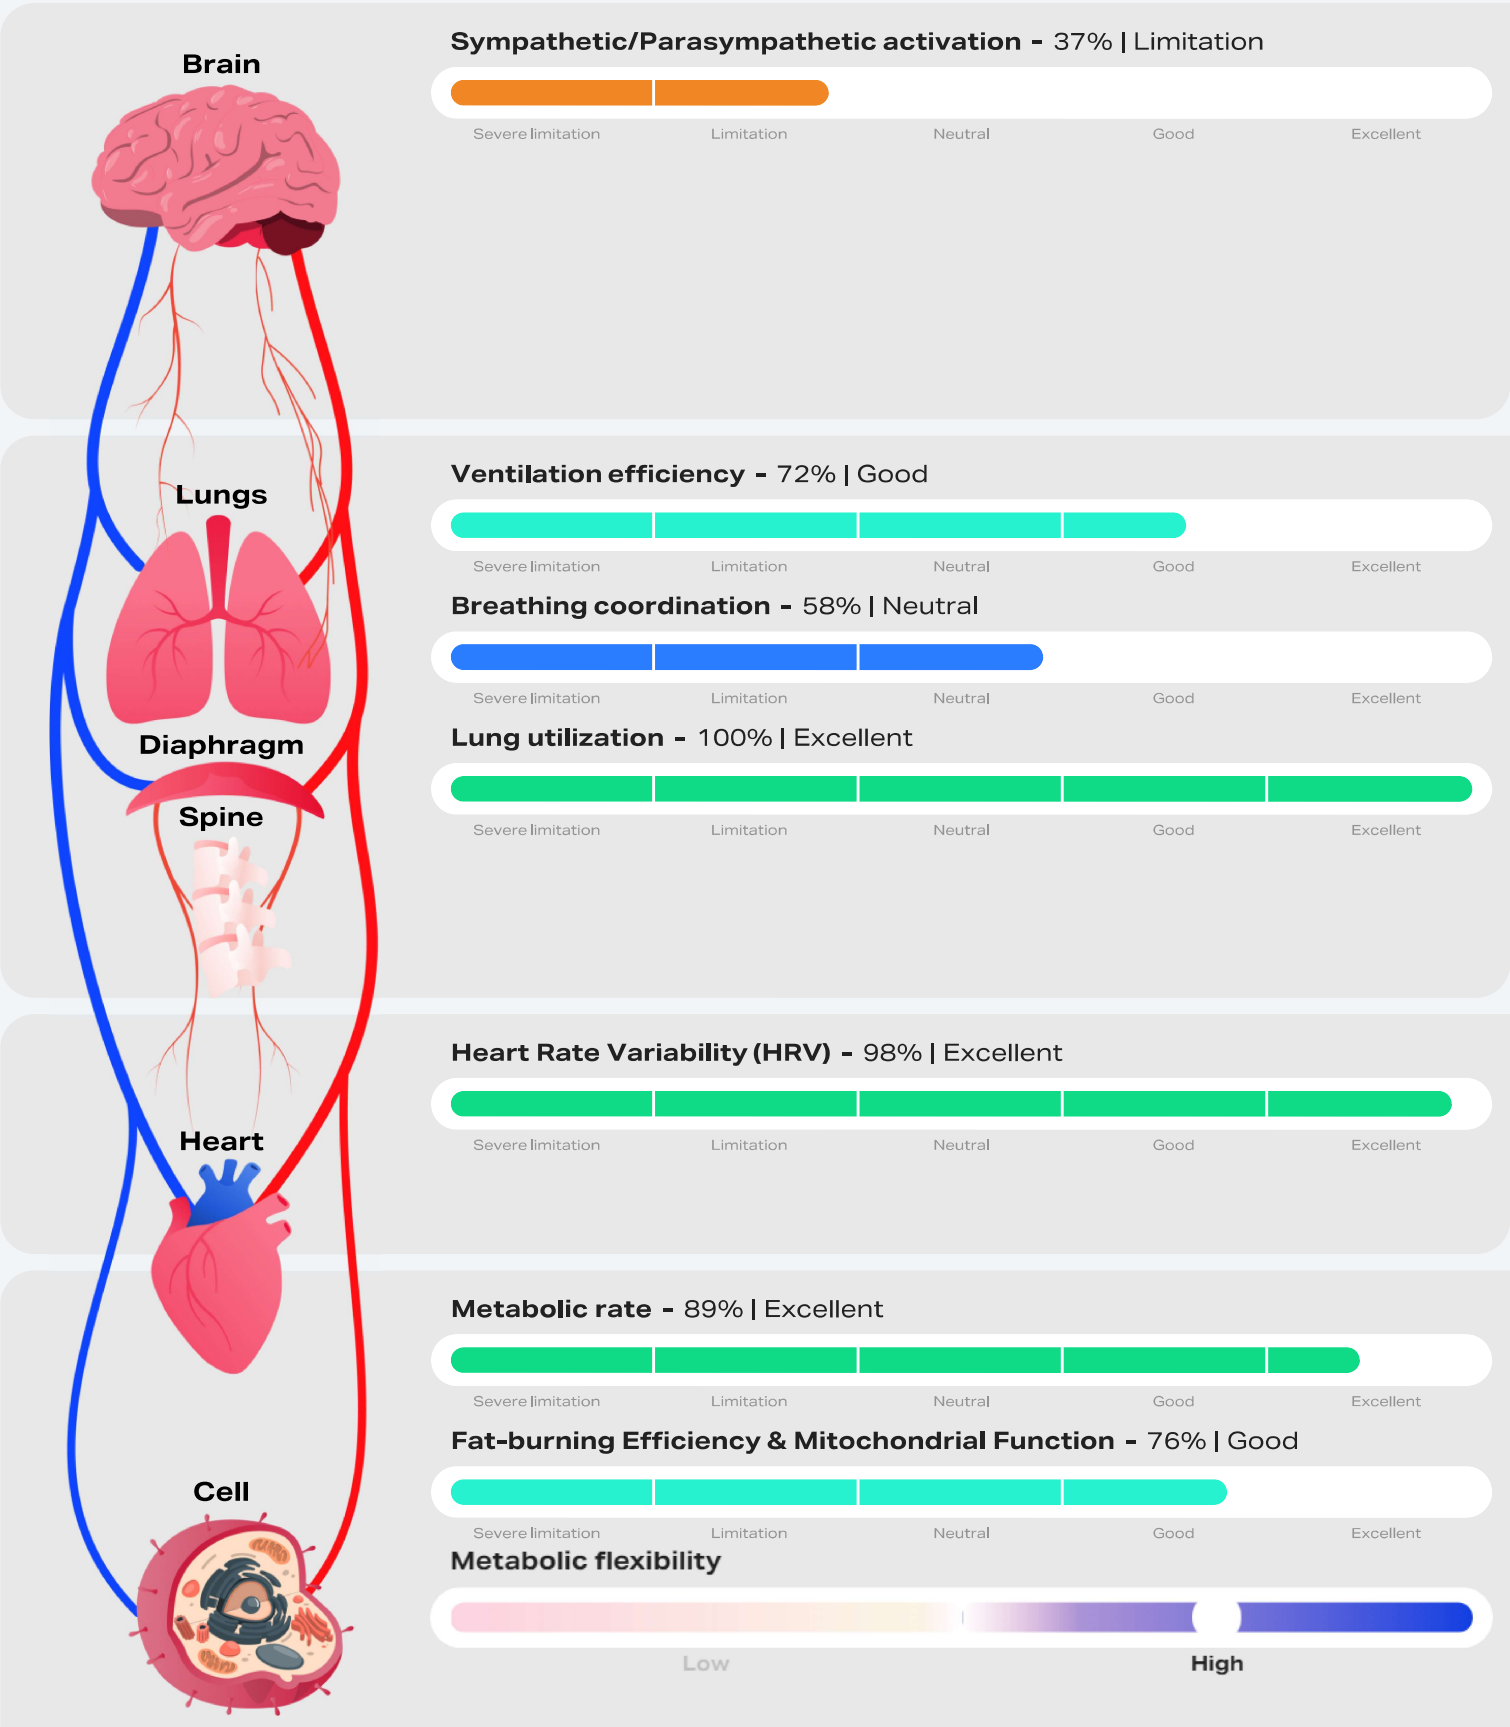 Brain
Sympathetic/Parasympathetic activation - 37% | Limitation
Severe limitation Limitation Neutral Good Excellent
Lungs
Ventilation efficiency - 72% | Good
Severe limitation Limitation Neutral Good Excellent
Breathing coordination - 58% | Neutral
Severe limitation Limitation Neutral Good Excellent
Diaphragm
Lung utilization - 100% | Excellent
Spine
Severe limitation Limitation Neutral Good Excellent
Heart Rate Variability (HRV) - 98% | Excellent
Heart
Severe limitation Limitation Neutral Good Excellent
Metabolic rate - 89% | Excellent
Severe limitation Limitation Neutral Good Excellent
Fat-burning Efficiency & Mitochondrial Function - 76% | Good
Cell
Severe limitation Limitation Neutral Good Excellent
Metabolic flexibility
Low High